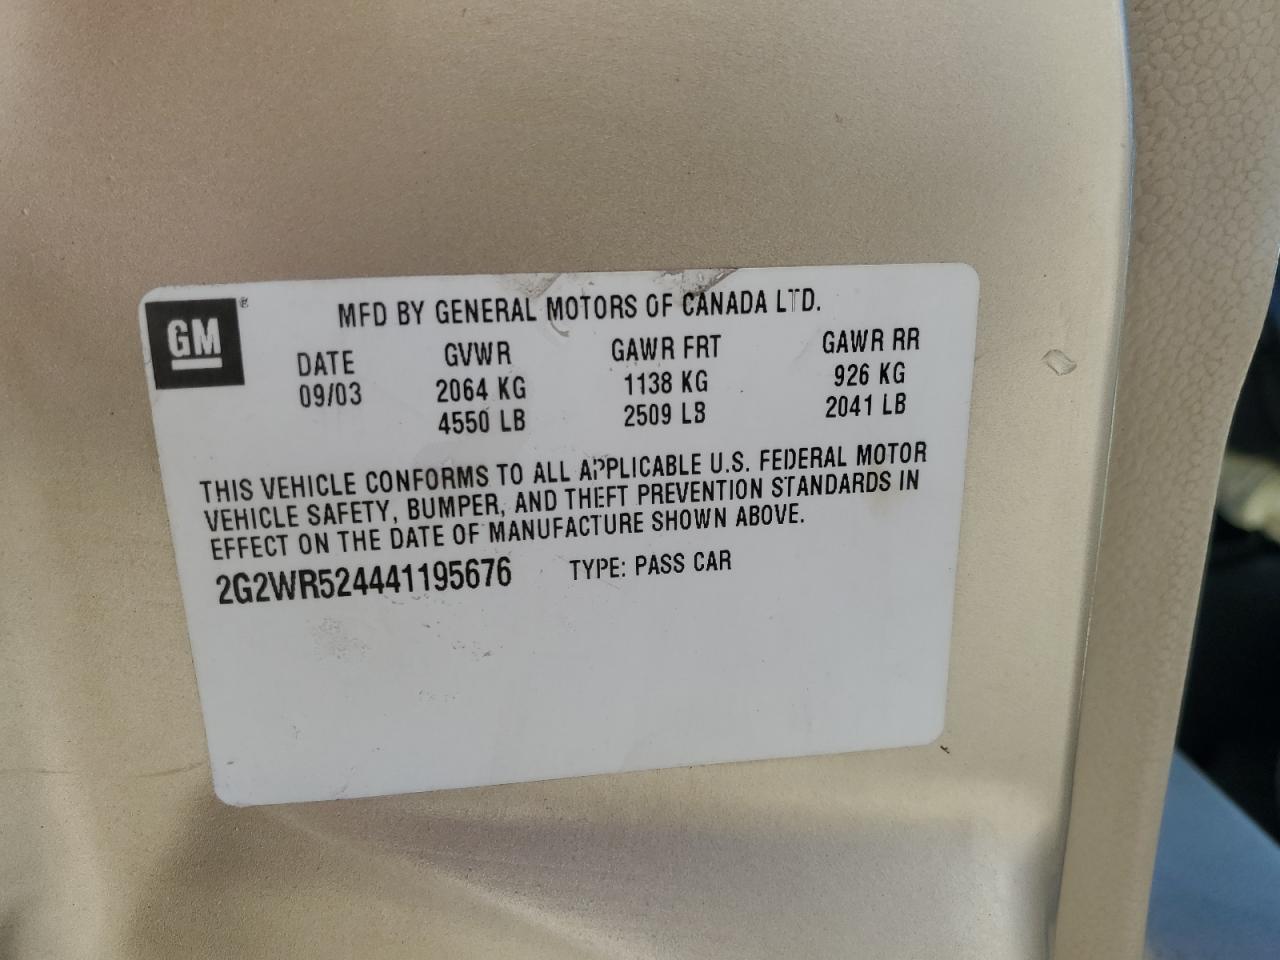 GM ®
MFD BY GENERAL MOTORS OF CANADA LTD.
DATE GVWR GAWR FRT GAWR RR
09/03 2064 KG 1138 KG 926 KG
4550 LB 2509 LB 2041 LB
THIS VEHICLE CONFORMS TO ALL APPLICABLE U.S. FEDERAL MOTOR
VEHICLE SAFETY, BUMPER, AND THEFT PREVENTION STANDARDS IN
EFFECT ON THE DATE OF MANUFACTURE SHOWN ABOVE.
2G2WR524441195676 TYPE: PASS CAR